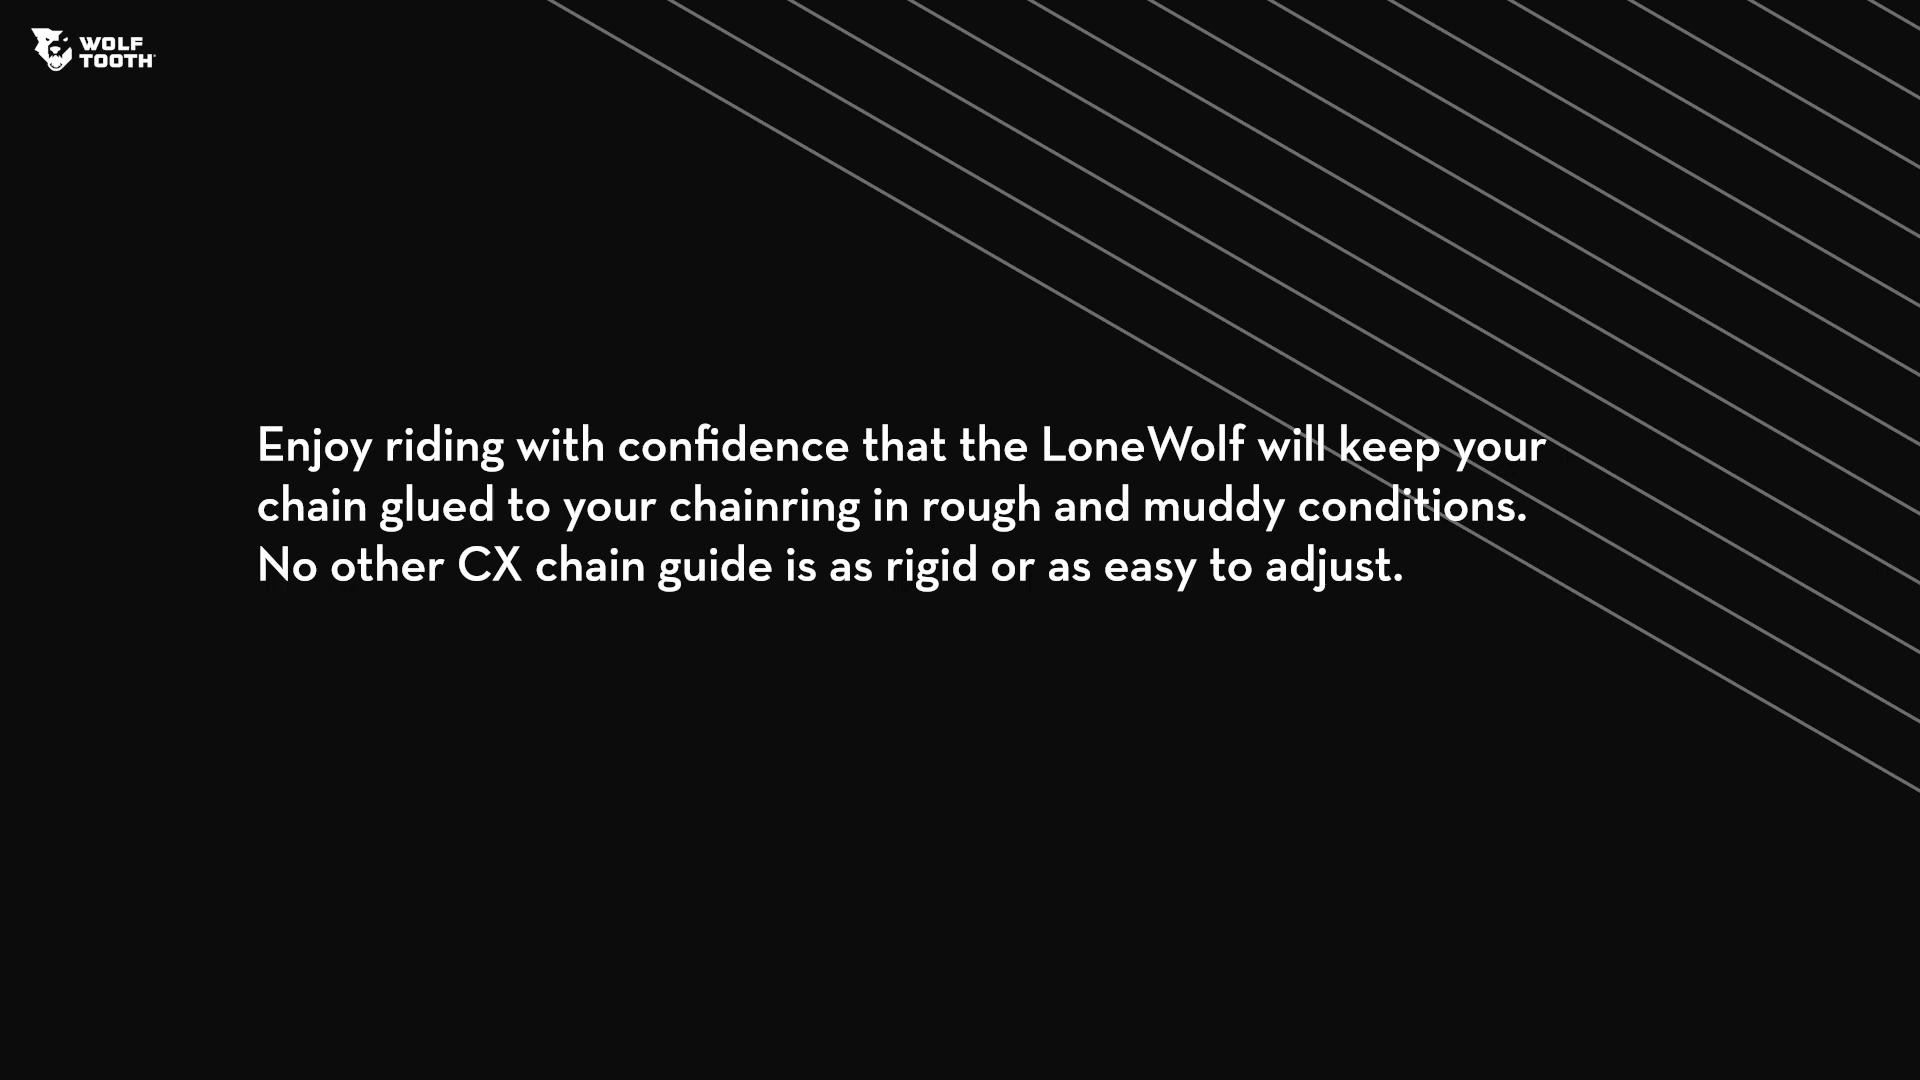 WOLF
TOOTH
Enjoy riding with confidence that the LoneWolf will keep your
chain glued to your chainring in rough and muddy conditions.
No other CX chain guide is as rigid or as easy to adjust.